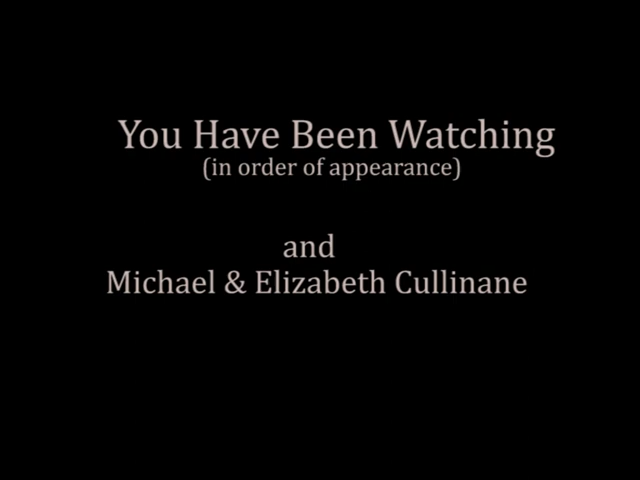 You Have Been Watching
(in order of appearance)
and
Michael & Elizabeth Cullinane